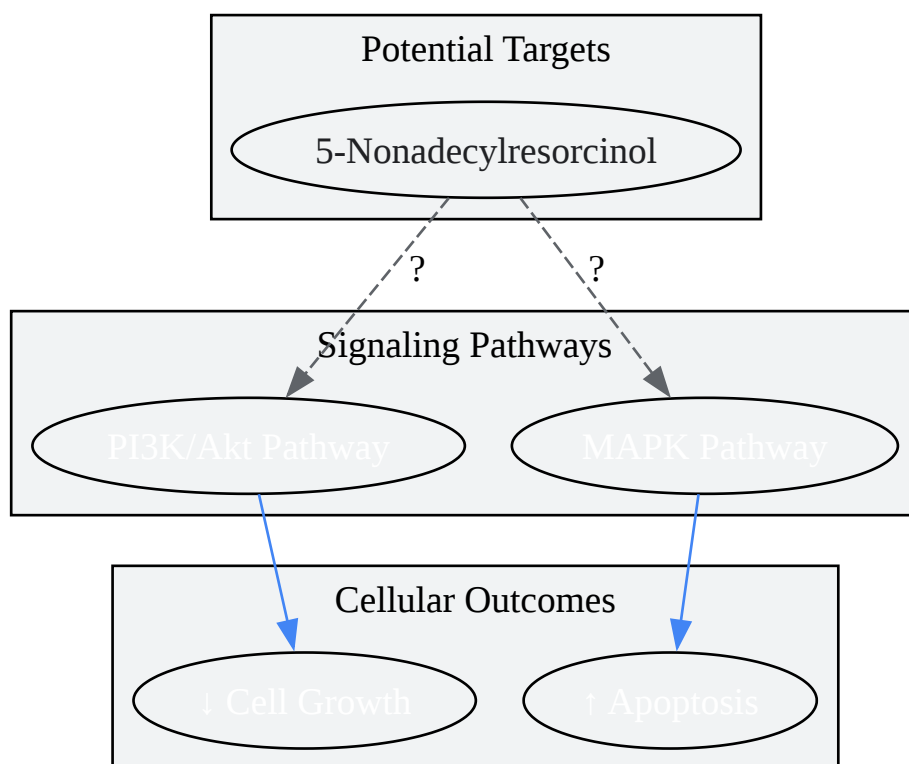 Potential Targets
5-Nonadecylresorcinol
? ?
Signaling Pathways
PI3K/Akt Pathway MAPK Pathway
Cellular Outcomes
↓ Cell Growth ↑ Apoptosis